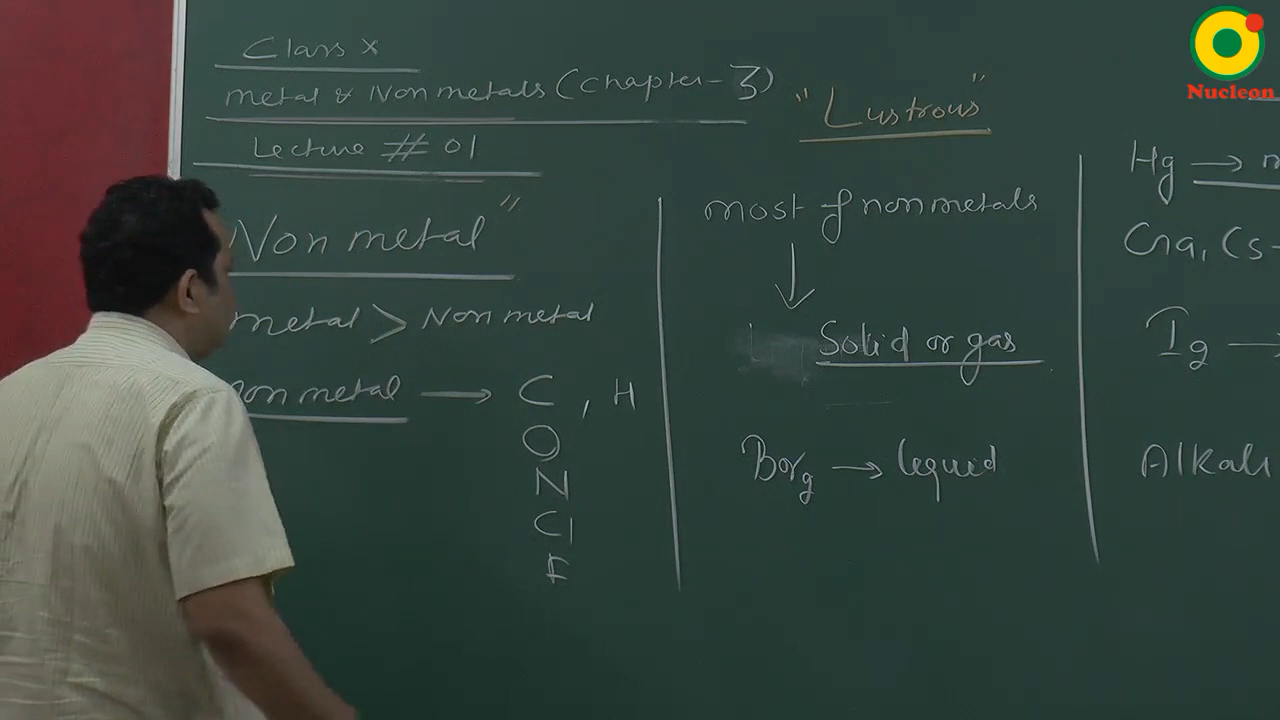 Class X
Metal & Non metals (Chapter-3)
Lecture # 01
Non metal"
metal > Non metal
non metal → C, H
O
N
Cl
F
"Lustrous"
most of non metals
↓
Solid or gas
→ liquid
Nucleon
Hg →
Ga, Cs
I₂ →
Alkali